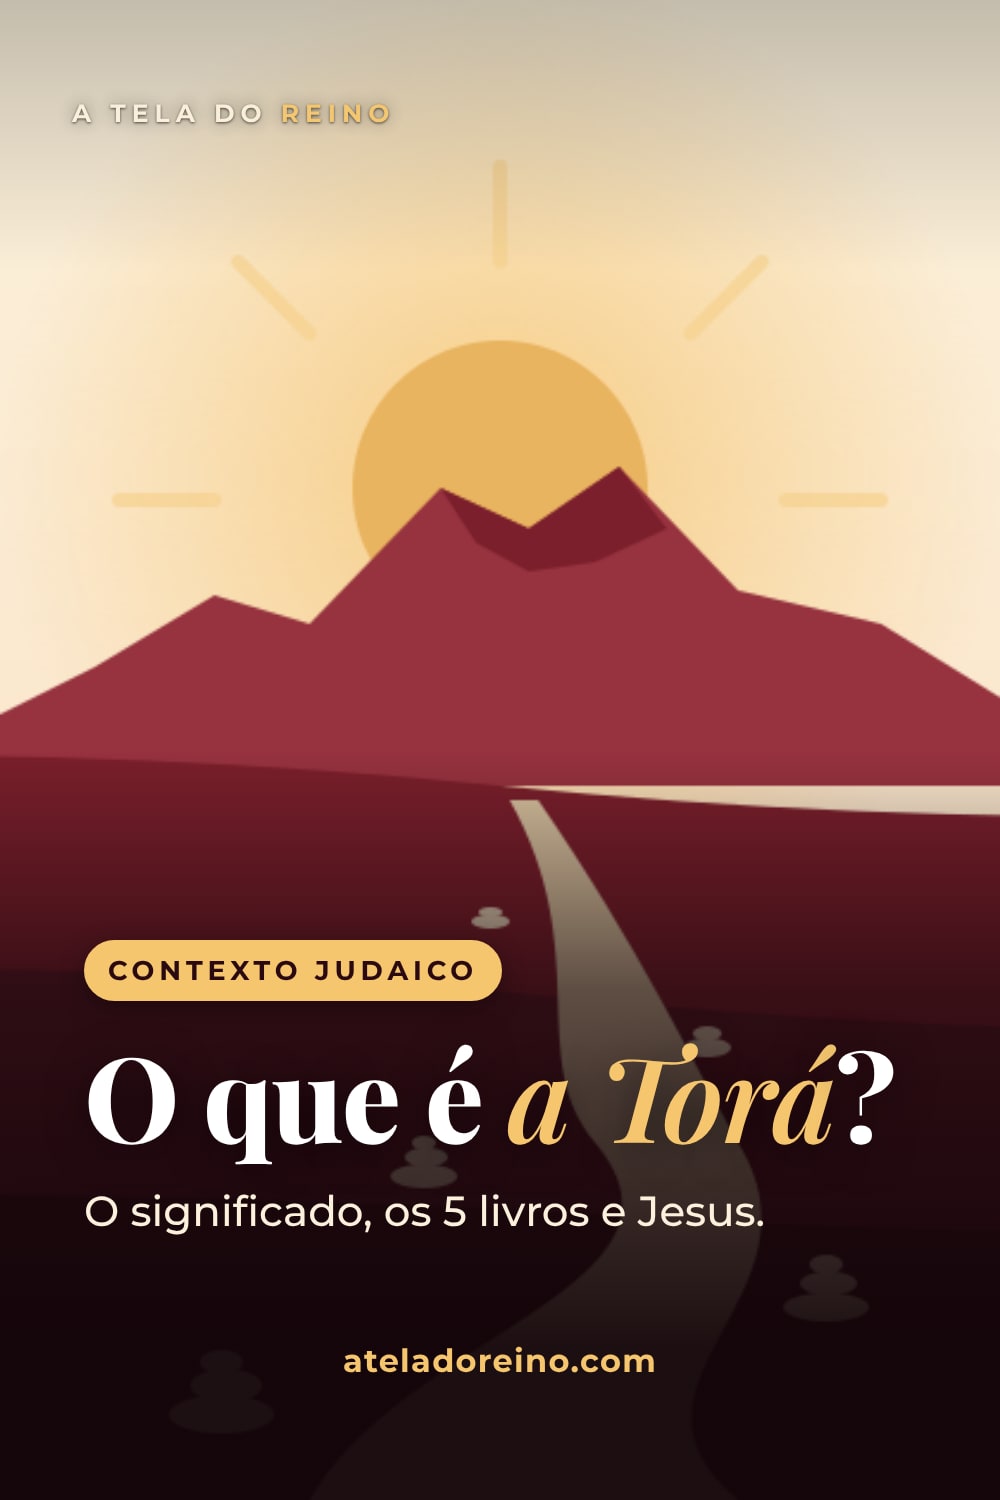 A TELA DO REINO
CONTEXTO JUDAICO
O que é a Torá?
O significado, os 5 livros e Jesus.
ateladoreino.com